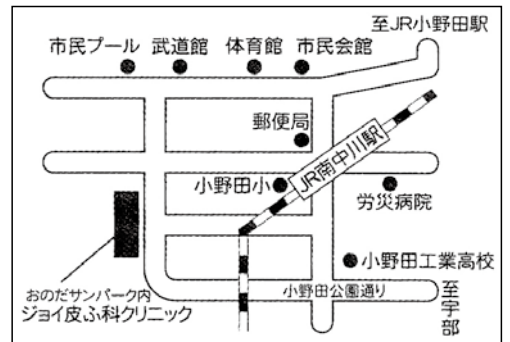 至JR小野田駅
市民プール
武道館
体育館
市民会館
郵便局
JR南中川駅
小野田小
労災病院
小野田工業高校
おのだサンパーク内
ジョイ皮ふ科クリニック
小野田公園通り
至宇部